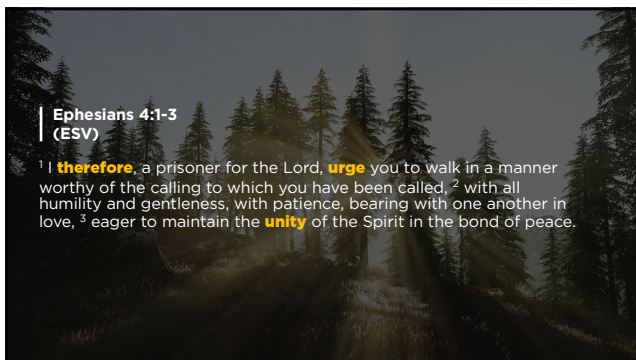 Ephesians 4:1-3
(ESV)
¹ I therefore, a prisoner for the Lord, urge you to walk in a manner
worthy of the calling to which you have been called, ² with all
humility and gentleness, with patience, bearing with one another in
love, ³ eager to maintain the unity of the Spirit in the bond of peace.